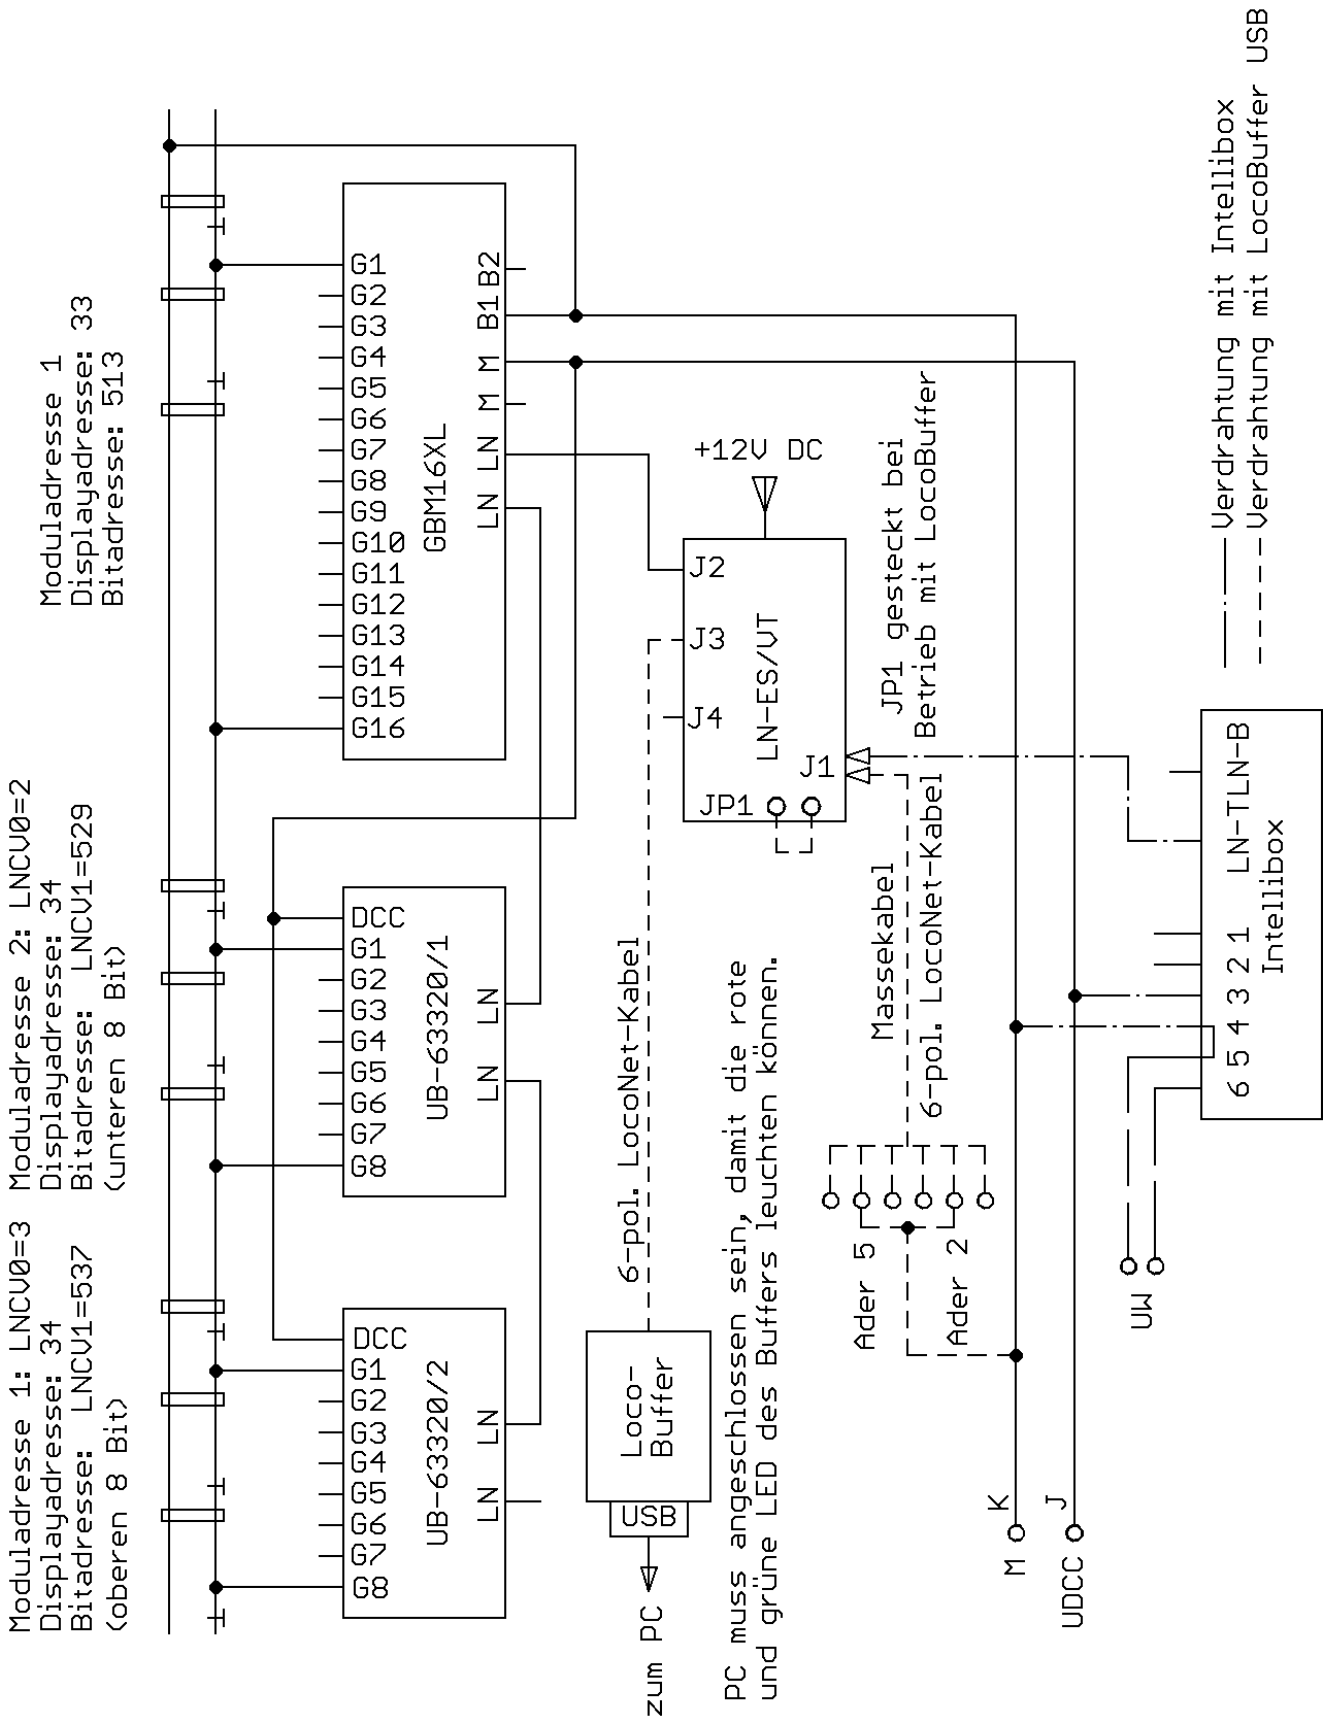 Moduladresse 1: LNCV0=3
Displayadresse: 34
Bitadresse: LNCV1=537
(oberen 8 Bit)
Moduladresse 2: LNCV0=2
Displayadresse: 34
Bitadresse: LNCV1=529
(unteren 8 Bit)
Moduladresse 1
Displayadresse: 33
Bitadresse: 513
DCC
G1
G2
G3
G4
G5
G6
G7
G8
UB-63320/2
LN
LN
DCC
G1
G2
G3
G4
G5
G6
G7
G8
UB-63320/1
LN
LN
G1
G2
G3
G4
G5
G6
G7
G8
G9
G10
G11
G12
G13
G14
G15
G16
GBM16XL
LN
LN
M
M
B1
B2
zum PC
USB
Loco-
Buffer
6-pol. LocoNet-Kabel
J4
J3
J2
LN-ES/VT
J1
JP1
+12V DC
PC muss angeschlossen sein, damit die rote
und grüne LED des Buffers leuchten können.
JP1 gesteckt bei
Betrieb mit LocoBuffer
Ader 5
Ader 2
Massekabel
6-pol. LocoNet-Kabel
M
K
UDCC
J
UW
6 5 4 3 2 1 LN-TLN-B
Intellibox
Verdrahtung mit Intellibox
Verdrahtung mit LocoBuffer USB